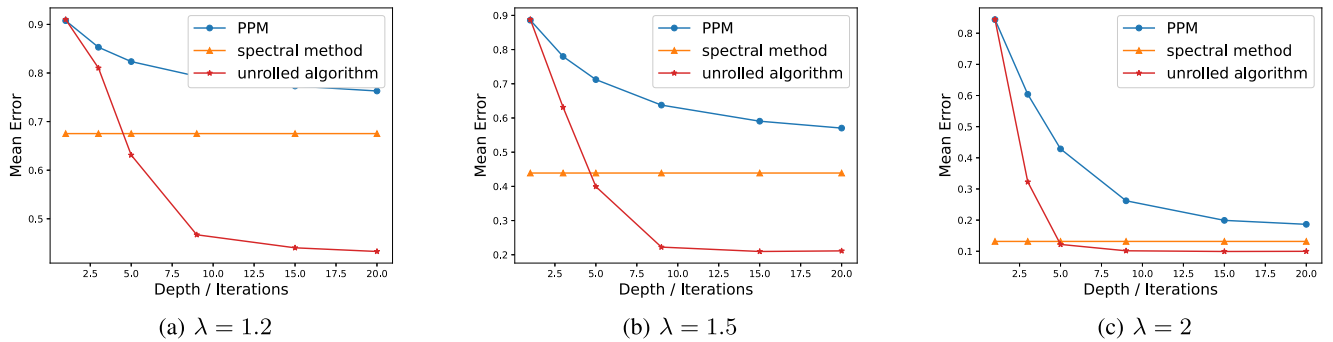 0.9
0.8
0.7
0.6
0.5
Mean Error
PPM
spectral method
unrolled algorithm
2.5 5.0 7.5 10.0 12.5 15.0 17.5 20.0
Depth / Iterations
(a) λ = 1.2
0.9
0.8
0.7
0.6
0.5
0.4
0.3
0.2
Mean Error
PPM
spectral method
unrolled algorithm
2.5 5.0 7.5 10.0 12.5 15.0 17.5 20.0
Depth / Iterations
(b) λ = 1.5
0.8
0.7
0.6
0.5
0.4
0.3
0.2
0.1
Mean Error
PPM
spectral method
unrolled algorithm
2.5 5.0 7.5 10.0 12.5 15.0 17.5 20.0
Depth / Iterations
(c) λ = 2